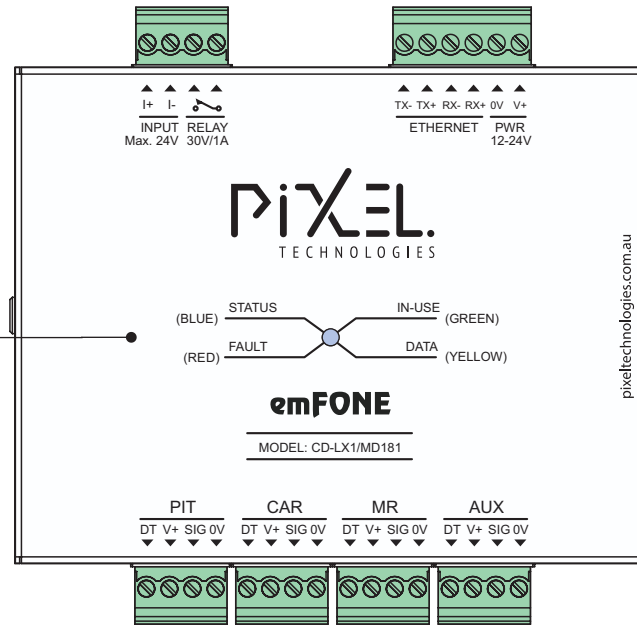 I+ I- TX- TX+ RX- RX+ 0V V+
INPUT RELAY ETHERNET PWR
Max. 24V 30V/1A 12-24V
PiXEL.
TECHNOLOGIES
pixeltechnologies.com.au
STATUS IN-USE
(BLUE) (GREEN)
FAULT DATA
(RED) (YELLOW)
emFONE
MODEL: CD-LX1/MD181
PIT CAR MR AUX
DT V+ SIG 0V DT V+ SIG 0V DT V+ SIG 0V DT V+ SIG 0V